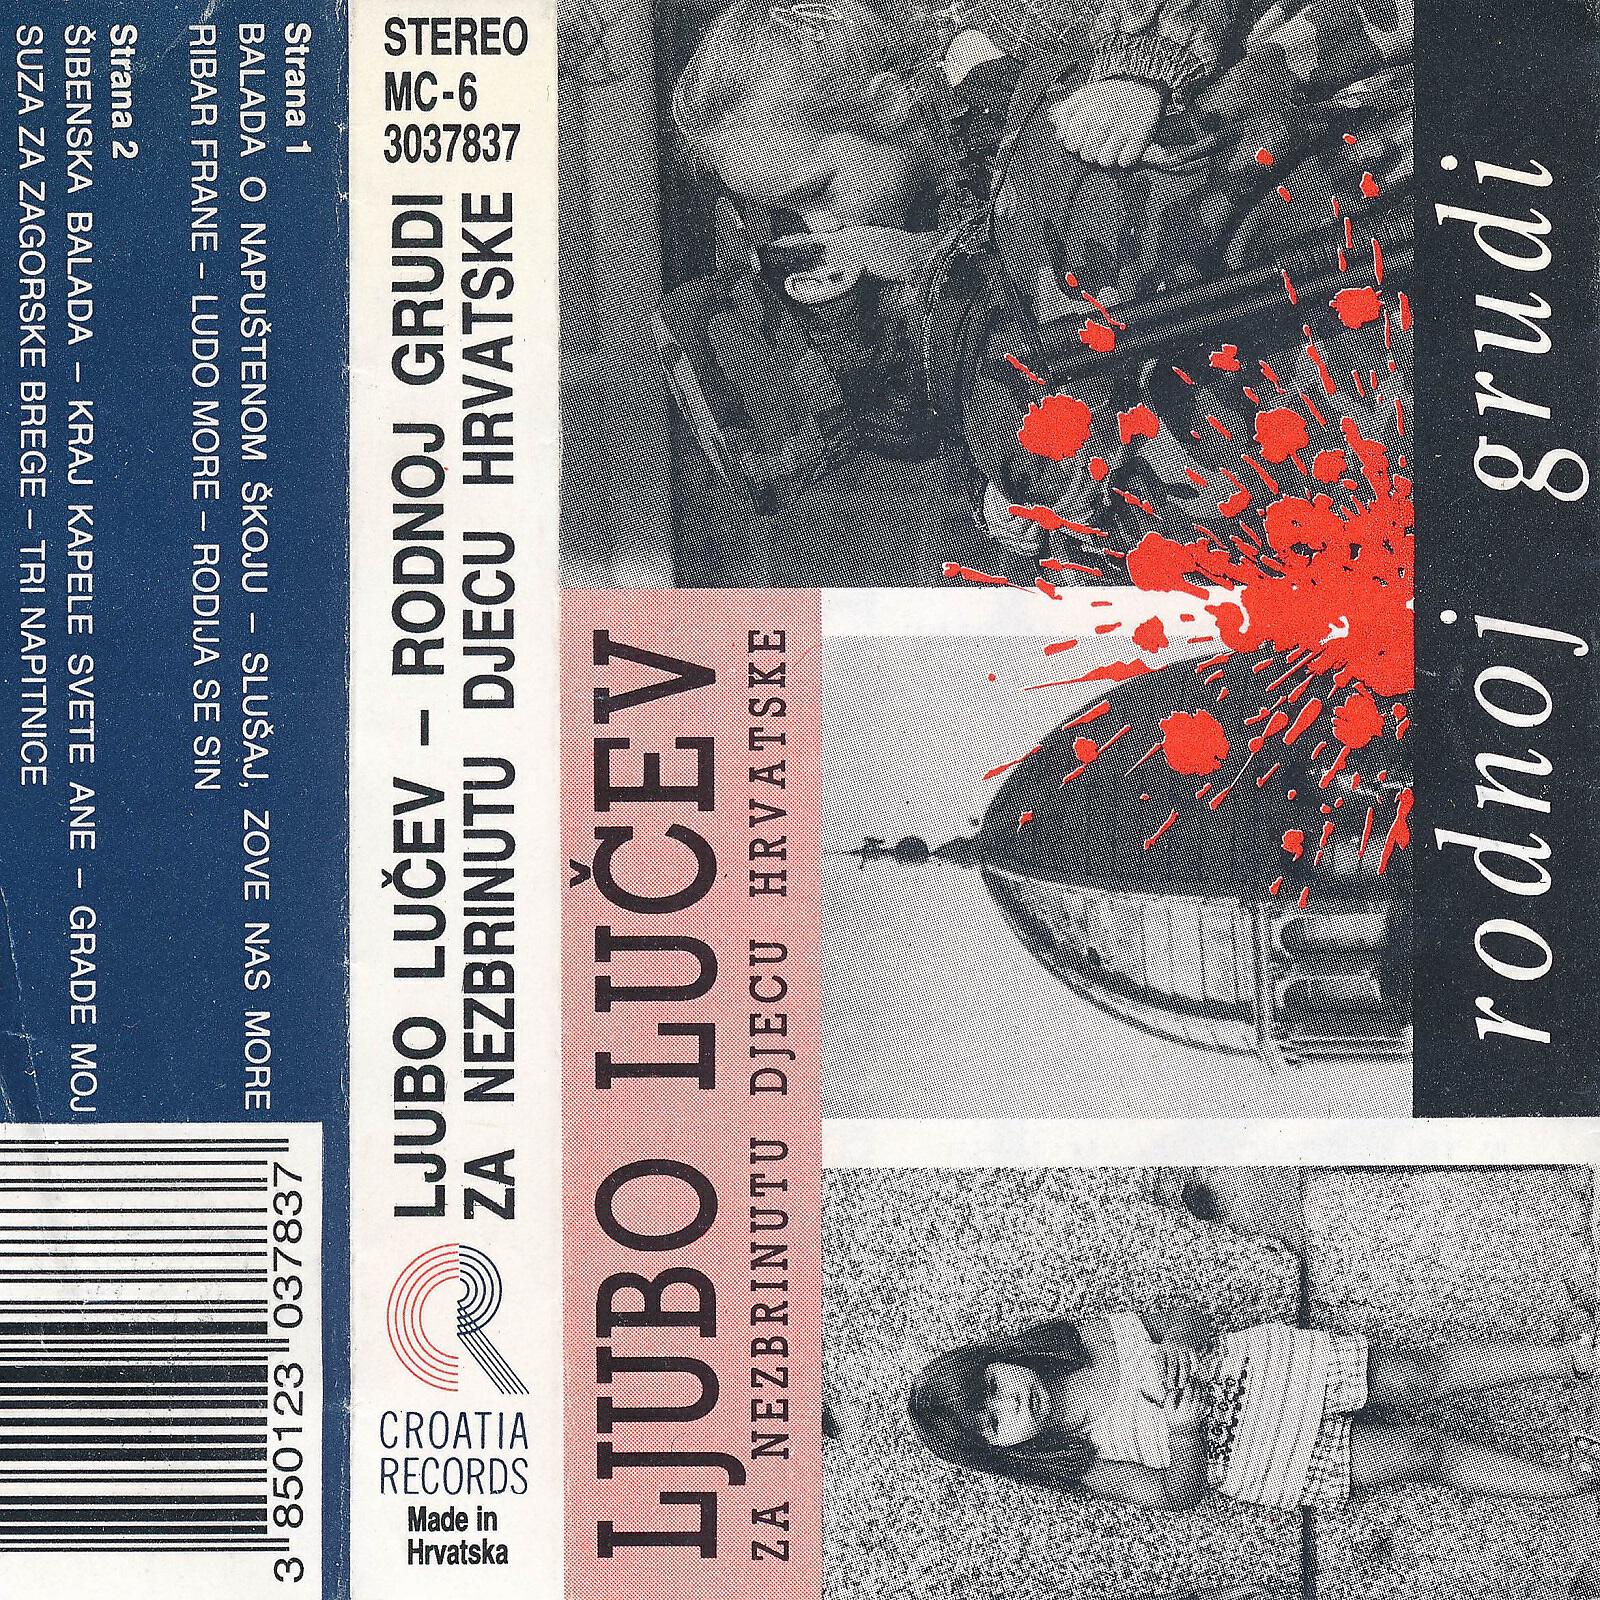 Strana 1
BALADA O NAPUŠTENOM ŠKOJU – SLUŠAJ, ZOVE NAS MORE
RIBAR FRANE – LUDO MORE – RODIJA SE SIN
Strana 2
ŠIBENSKA BALADA – KRAJ KAPELE SVETE ANE – GRADE MOJ
SUZA ZA ZAGORSKE BREGE – TRI NAPITNICE
3 850123 037837
STEREO
MC-6
3037837
LJUBO LUČEV – RODNOJ GRUDI
ZA NEZBRINUTU DJECU HRVATSKE
CROATIA
RECORDS
Made in
Hrvatska
LJUBO LUČEV
ZA NEZBRINUTU DJECU HRVATSKE
rodnoj grudi